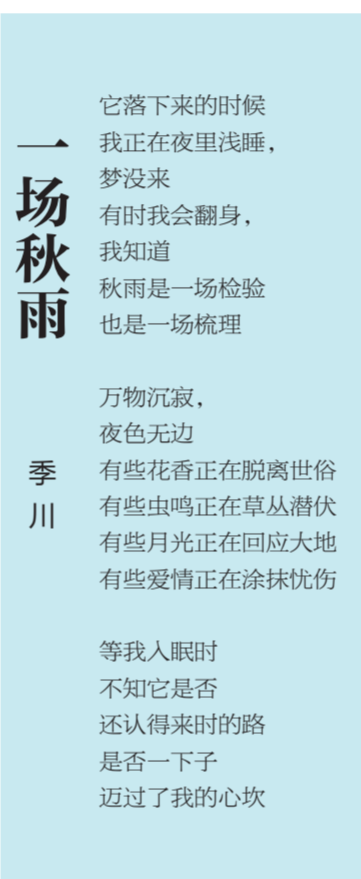 一场秋雨
季川
它落下来的时候
我正在夜里浅睡，
梦没来
有时我会翻身，
我知道
秋雨是一场检验
也是一场梳理
万物沉寂，
夜色无边
有些花香正在脱离世俗
有些虫鸣正在草丛潜伏
有些月光正在回应大地
有些爱情正在涂抹忧伤
等我入眠时
不知它是否
还认得来时的路
是否一下子
迈过了我的心坎